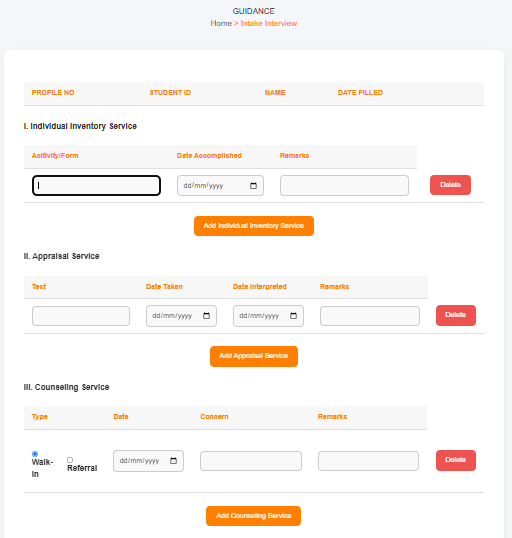 GUIDANCE
Home > Intake Interview
PROFILE NO STUDENT ID NAME DATE FILLED
I. Individual Inventory Service
Acitivity/Form Date Accomplished Remarks
dd/mm/yyyy Delete
Add Individual Inventory Service
II. Appraisal Service
Test Date Taken Date Interpreted Remarks
dd/mm/yyyy dd/mm/yyyy Delete
Add Appraisal Service
III. Counseling Service
Type Date Concern Remarks
Walk-in Referral dd/mm/yyyy Delete
Add Counseling Service